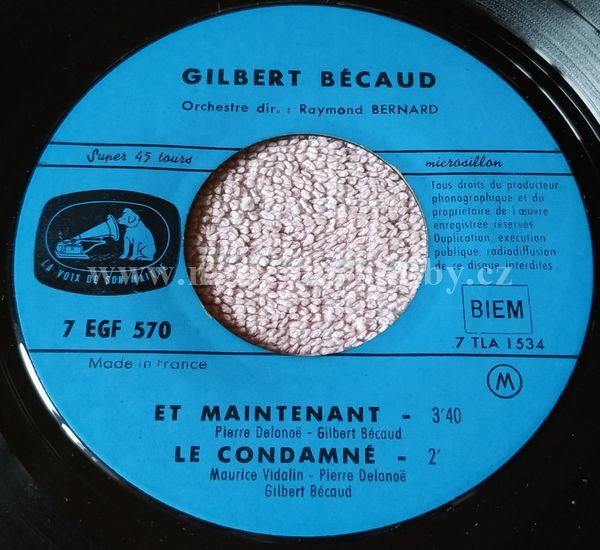 GILBERT BÉCAUD
Orchestre dir. : Raymond BERNARD
Super 45 tours
microsillon
Tous droits du producteur
phonographique et du
propriétaire de l'œuvre
enregistrée réservés
Duplication, exécution
publique, radiodiffusion
de ce disque interdites
LA VOIX DE SON MAITRE
7 EGF 570
BIEM
7 TLA 1534
Made in France
M
ET MAINTENANT - 3'40
Pierre Delanoë - Gilbert Bécaud
LE CONDAMNÉ - 2'
Maurice Vidalin - Pierre Delanoë
Gilbert Bécaud